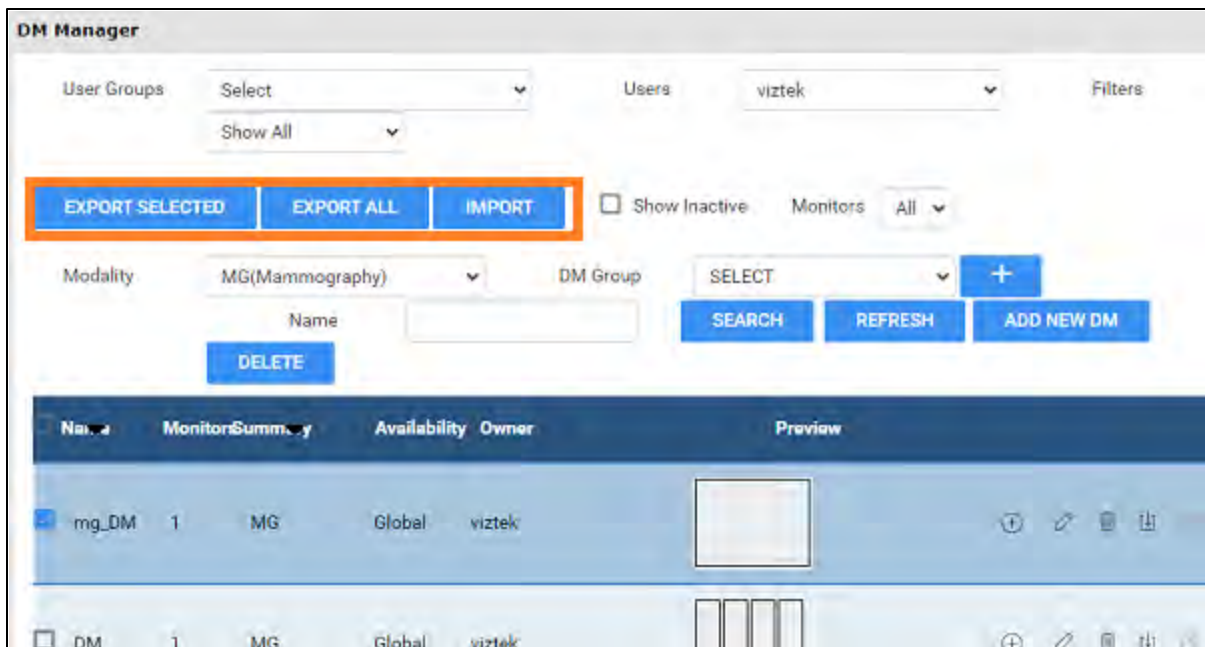 DM Manager
User Groups Select Users viztek Filters
Show All
EXPORT SELECTED EXPORT ALL IMPORT Show Inactive Monitors All
Modality MG(Mammography) DM Group SELECT +
Name SEARCH REFRESH ADD NEW DM
DELETE
Monitors Availability Owner Preview
mg_DM 1 MG Global viztek
DM 1 MG Global viztek